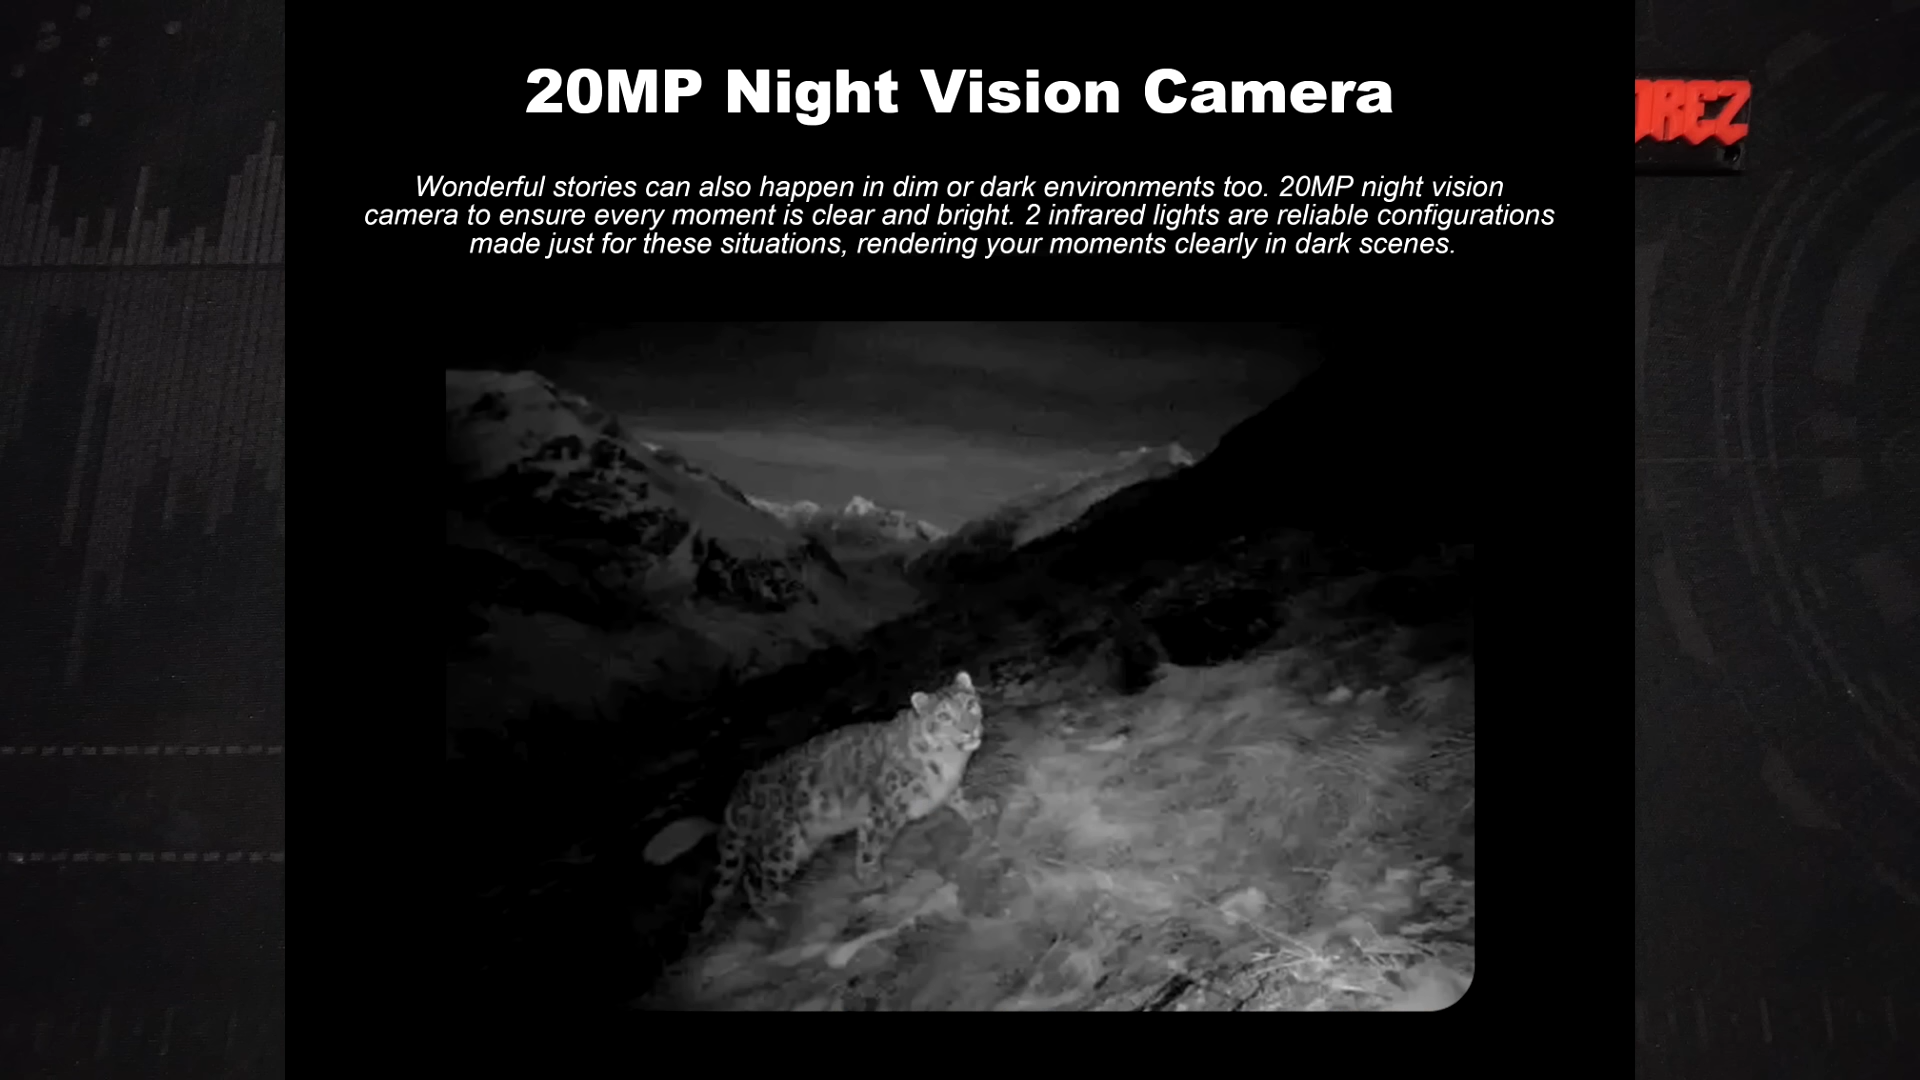 20MP Night Vision Camera
Wonderful stories can also happen in dim or dark environments too. 20MP night vision
camera to ensure every moment is clear and bright. 2 infrared lights are reliable configurations
made just for these situations, rendering your moments clearly in dark scenes.